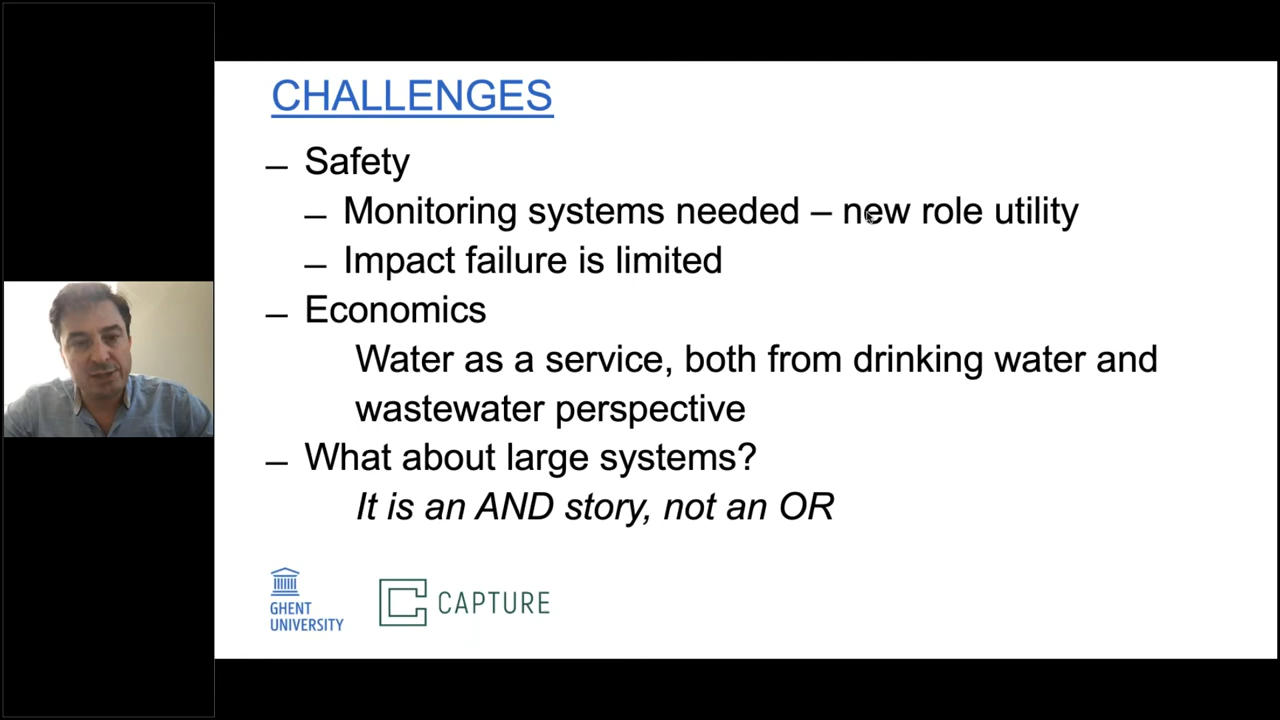 CHALLENGES
– Safety
– Monitoring systems needed – new role utility
– Impact failure is limited
– Economics
Water as a service, both from drinking water and
wastewater perspective
– What about large systems?
It is an AND story, not an OR
GHENT
UNIVERSITY
CAPTURE